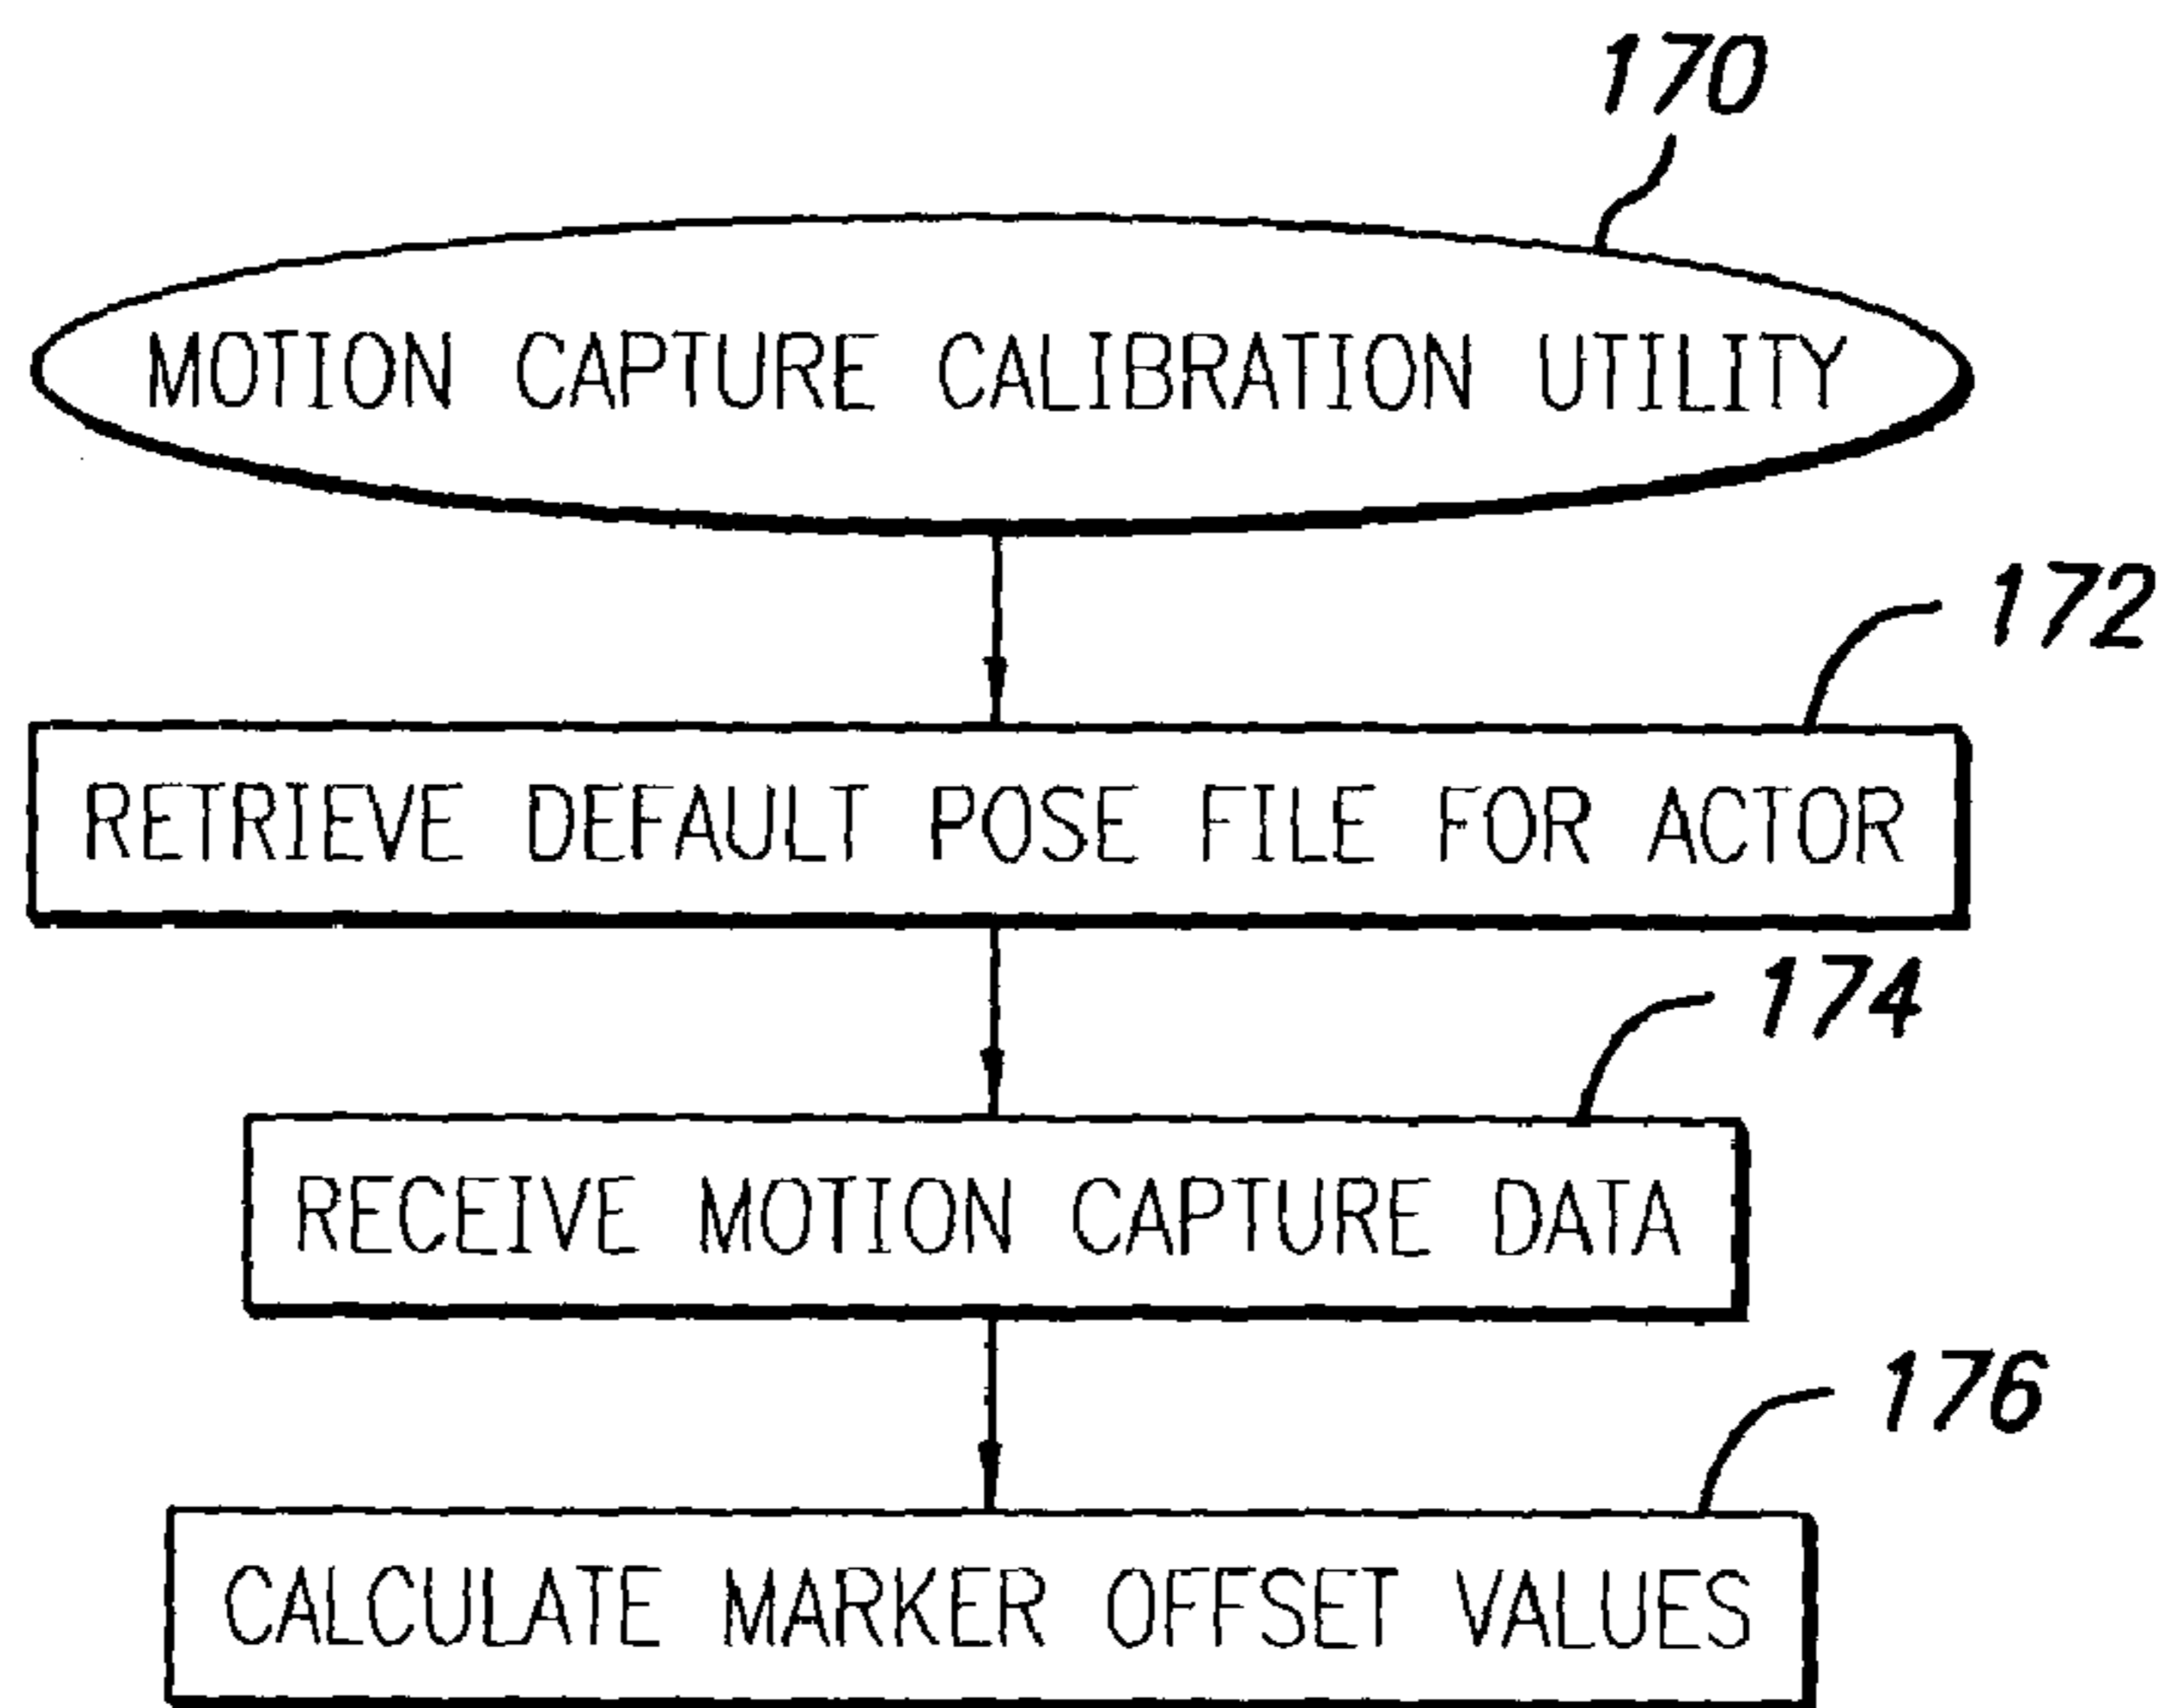 170
MOTION CAPTURE CALIBRATION UTILITY
172
RETRIEVE DEFAULT POSE FILE FOR ACTOR
174
RECEIVE MOTION CAPTURE DATA
176
CALCULATE MARKER OFFSET VALUES